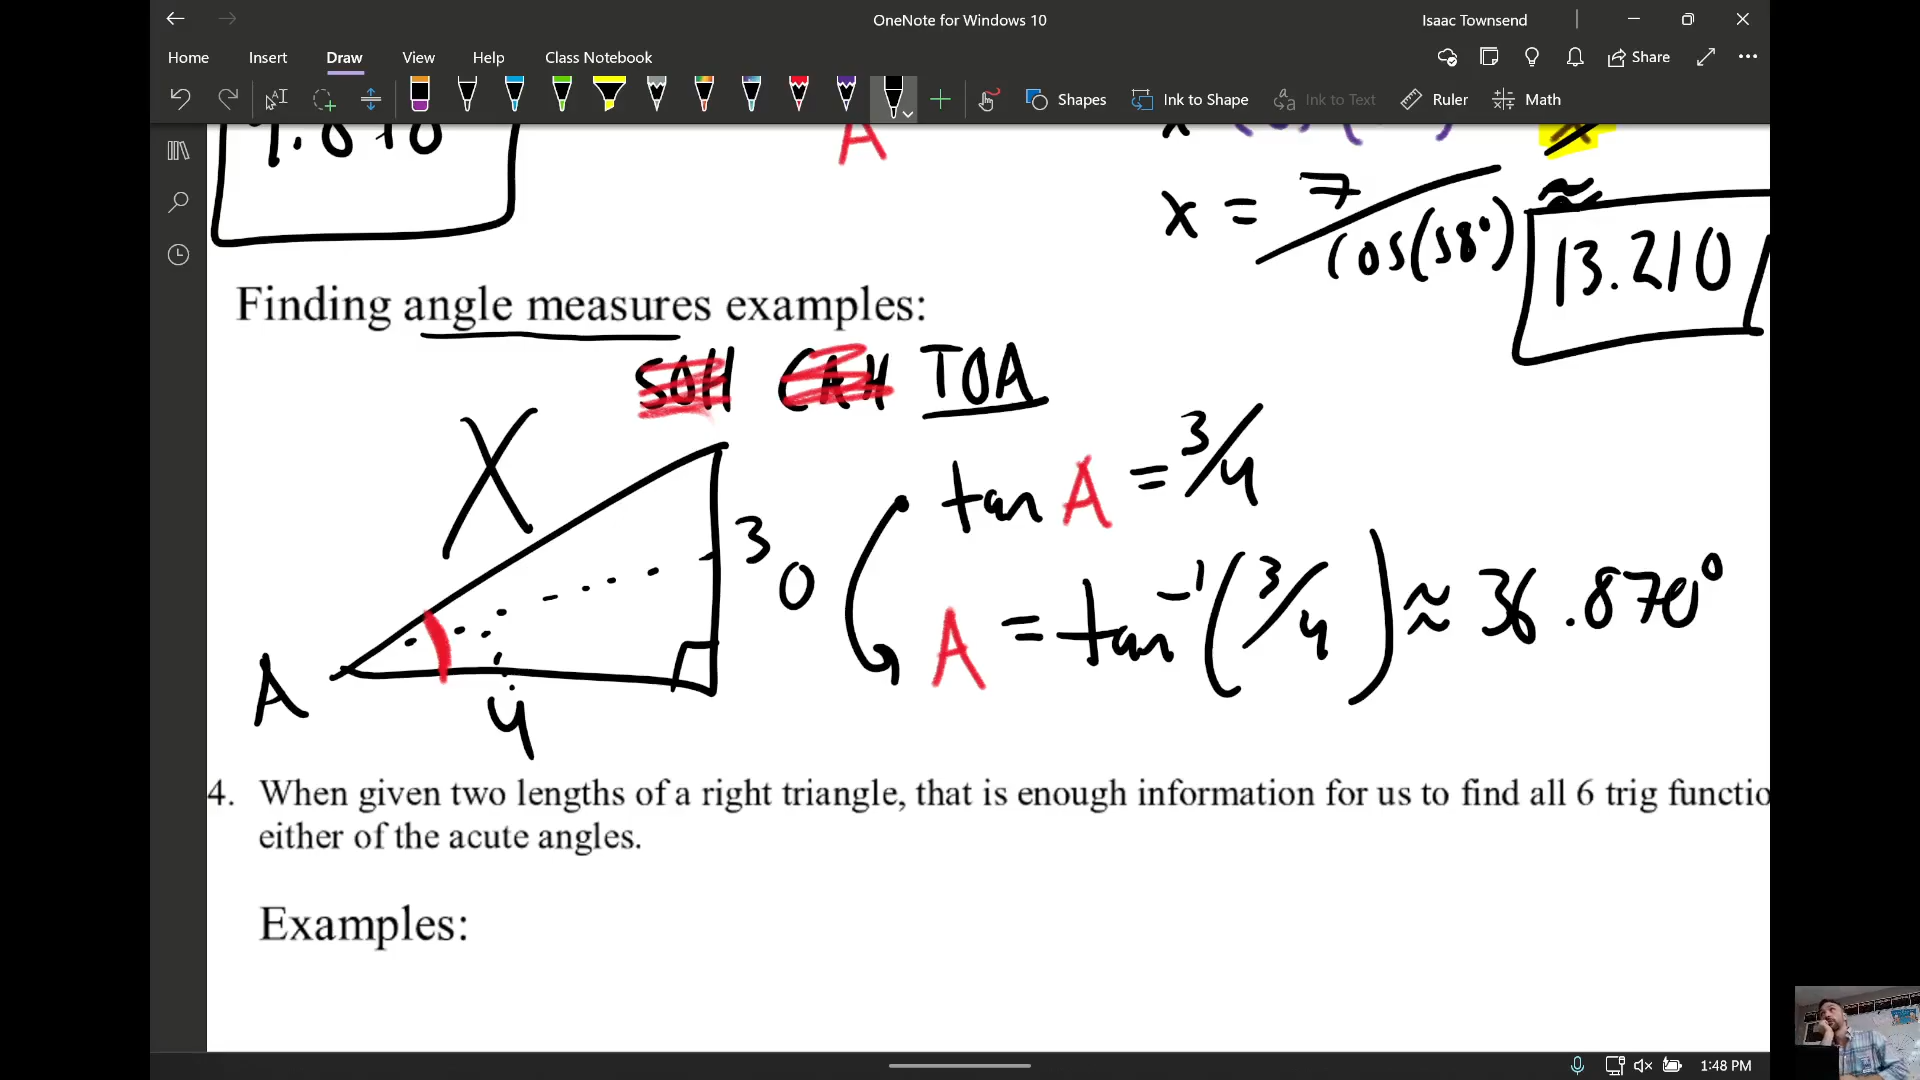 OneNote for Windows 10
Isaac Townsend
Home Insert Draw View Help Class Notebook
Share
Shapes
Ink to Shape
Ink to Text
Ruler
Math
A
x = 7/cos(58°) ≈ 13.210
Finding angle measures examples:
SOH CAH TOA
X
tan A = 3/4
3
O
A = tan⁻¹(3/4) ≈ 36.870°
A
4
4. When given two lengths of a right triangle, that is enough information for us to find all 6 trig functio
either of the acute angles.
Examples:
1:48 PM